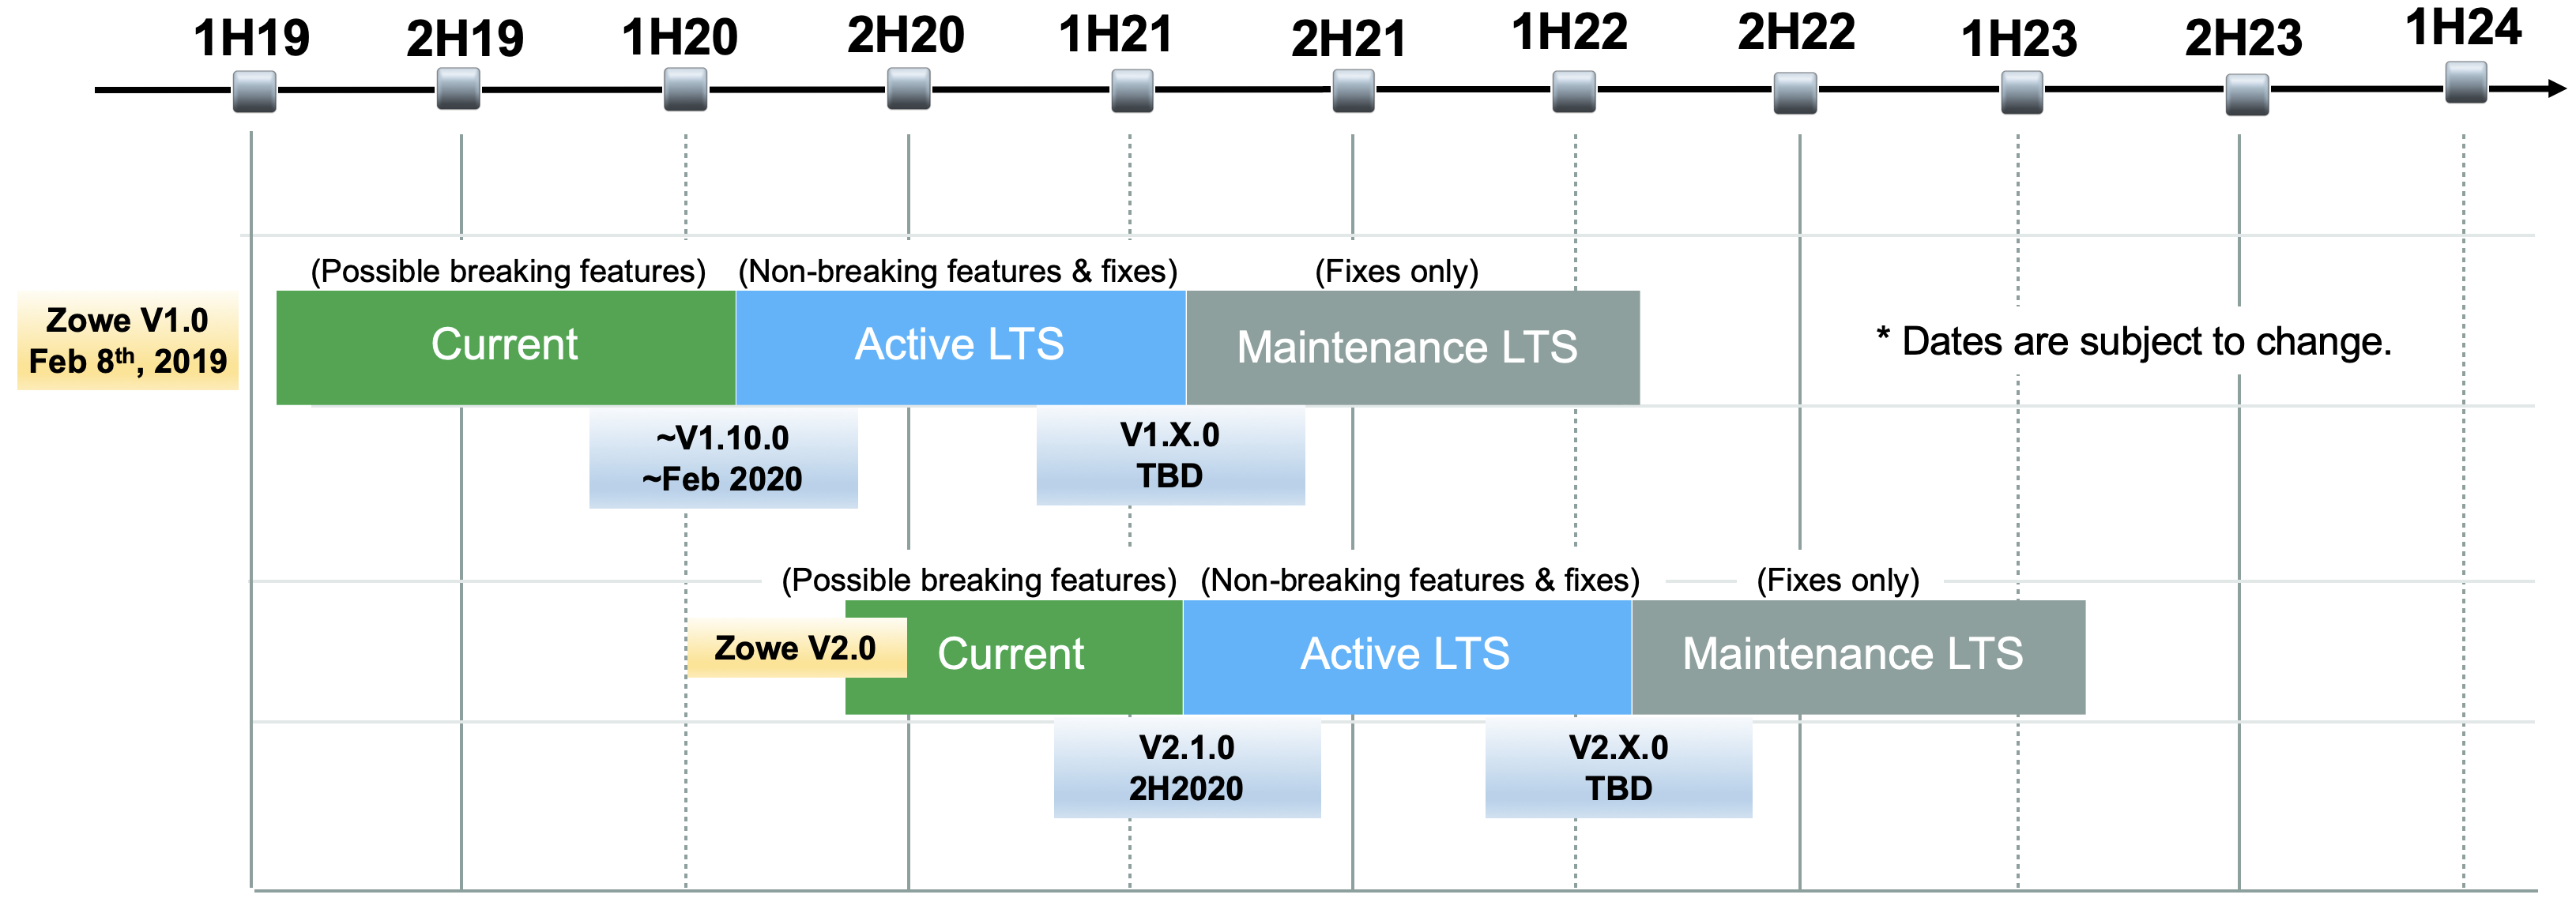 1H19 2H19 1H20 2H20 1H21 2H21 1H22 2H22 1H23 2H23 1H24
(Possible breaking features) (Non-breaking features & fixes) (Fixes only)
Zowe V1.0
Feb 8th, 2019
Current
Active LTS
Maintenance LTS
* Dates are subject to change.
~V1.10.0
~Feb 2020
V1.X.0
TBD
(Possible breaking features) (Non-breaking features & fixes) (Fixes only)
Zowe V2.0
Current
Active LTS
Maintenance LTS
V2.1.0
2H2020
V2.X.0
TBD